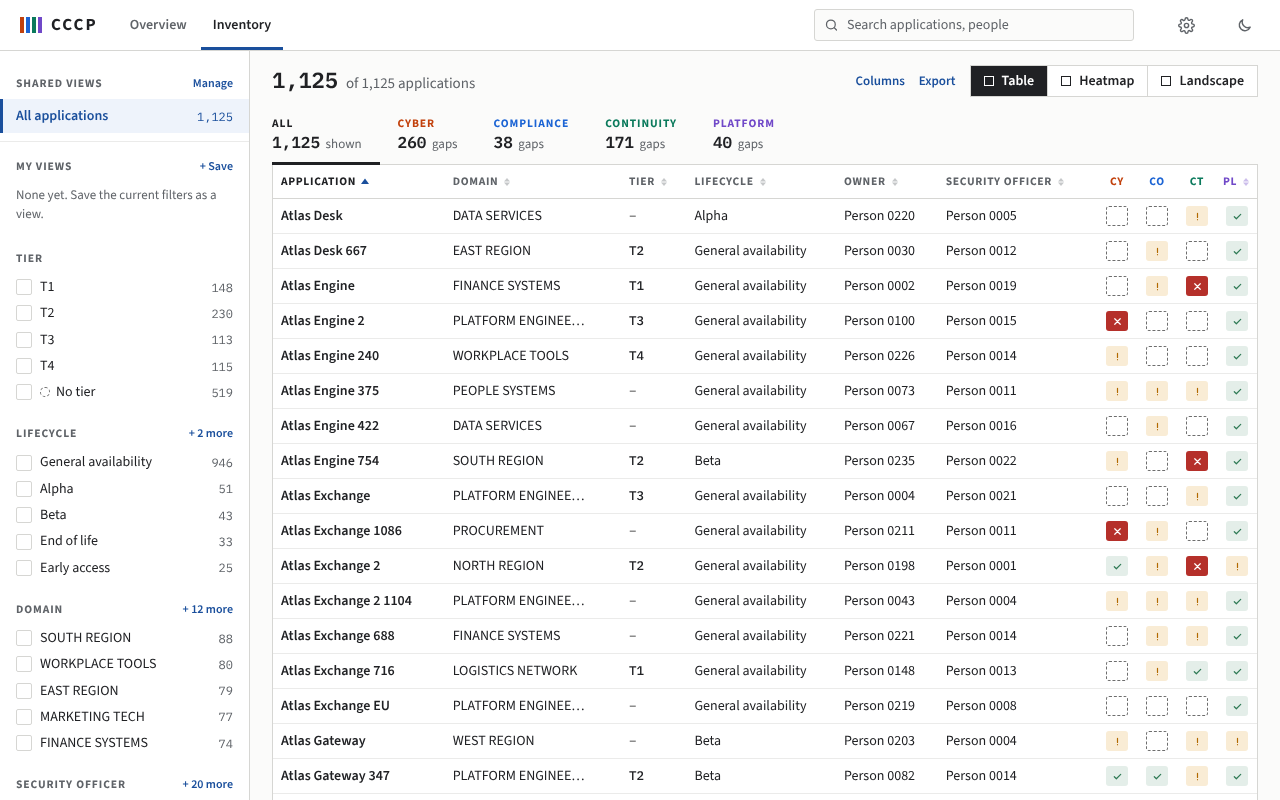 CCCP Overview Inventory Search applications, people
SHARED VIEWS Manage
All applications 1,125
MY VIEWS + Save
None yet. Save the current filters as a
view.
TIER
T1 148
T2 230
T3 113
T4 115
No tier 519
LIFECYCLE + 2 more
General availability 946
Alpha 51
Beta 43
End of life 33
Early access 25
DOMAIN + 12 more
SOUTH REGION 88
WORKPLACE TOOLS 80
EAST REGION 79
MARKETING TECH 77
FINANCE SYSTEMS 74
SECURITY OFFICER + 20 more
1,125 of 1,125 applications Columns Export Table Heatmap Landscape
ALL CYBER COMPLIANCE CONTINUITY PLATFORM
1,125 shown 260 gaps 38 gaps 171 gaps 40 gaps
APPLICATION DOMAIN TIER LIFECYCLE OWNER SECURITY OFFICER CY CO CT PL
Atlas Desk DATA SERVICES – Alpha Person 0220 Person 0005 ! ✓
Atlas Desk 667 EAST REGION T2 General availability Person 0030 Person 0012 ! ✓
Atlas Engine FINANCE SYSTEMS T1 General availability Person 0002 Person 0019 ! ✕ ✓
Atlas Engine 2 PLATFORM ENGINEE… T3 General availability Person 0100 Person 0015 ✕ ✓
Atlas Engine 240 WORKPLACE TOOLS T4 General availability Person 0226 Person 0014 ! ✓
Atlas Engine 375 PEOPLE SYSTEMS – General availability Person 0073 Person 0011 ! ! ! ✓
Atlas Engine 422 DATA SERVICES – General availability Person 0067 Person 0016 ! ✓
Atlas Engine 754 SOUTH REGION T2 Beta Person 0235 Person 0022 ! ✕ ✓
Atlas Exchange PLATFORM ENGINEE… T3 General availability Person 0004 Person 0021 ! ✓
Atlas Exchange 1086 PROCUREMENT – General availability Person 0211 Person 0011 ✕ ! ✓
Atlas Exchange 2 NORTH REGION T2 General availability Person 0198 Person 0001 ✓ ! ✕ !
Atlas Exchange 2 1104 PLATFORM ENGINEE… – General availability Person 0043 Person 0004 ! ! ! ✓
Atlas Exchange 688 FINANCE SYSTEMS – General availability Person 0221 Person 0014 ! ! ✓
Atlas Exchange 716 LOGISTICS NETWORK T1 General availability Person 0148 Person 0013 ! ✓ ✓
Atlas Exchange EU PLATFORM ENGINEE… – General availability Person 0219 Person 0008 ✓
Atlas Gateway WEST REGION – Beta Person 0203 Person 0004 ! ! !
Atlas Gateway 347 PLATFORM ENGINEE… T2 Beta Person 0082 Person 0014 ✓ ✓ ! ✓